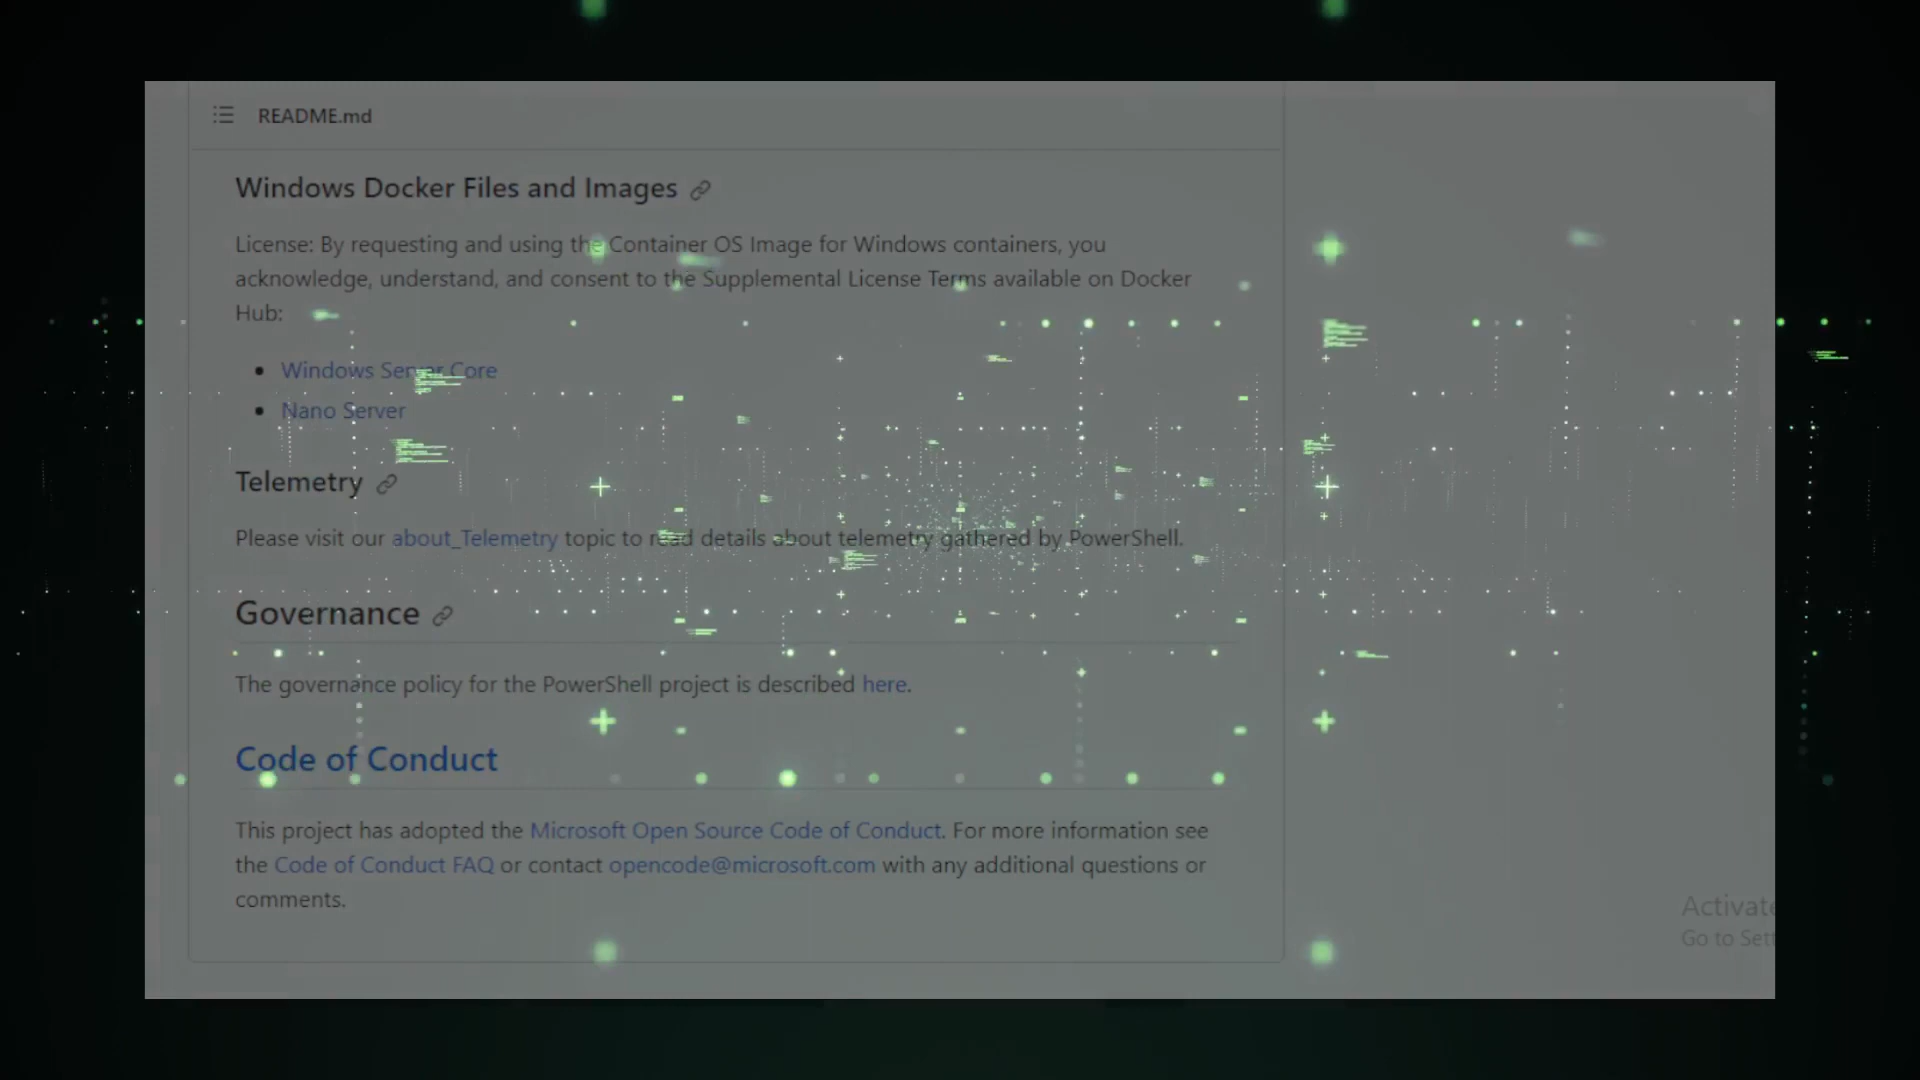 README.md
Windows Docker Files and Images
License: By requesting and using the Container OS Image for Windows containers, you
acknowledge, understand, and consent to the Supplemental License Terms available on Docker
Hub:
Windows Server Core
Nano Server
Telemetry
Please visit our about_Telemetry topic to read details about telemetry gathered by PowerShell.
Governance
The governance policy for the PowerShell project is described here.
Code of Conduct
This project has adopted the Microsoft Open Source Code of Conduct. For more information see
the Code of Conduct FAQ or contact opencode@microsoft.com with any additional questions or
comments.
Activate
Go to Sett